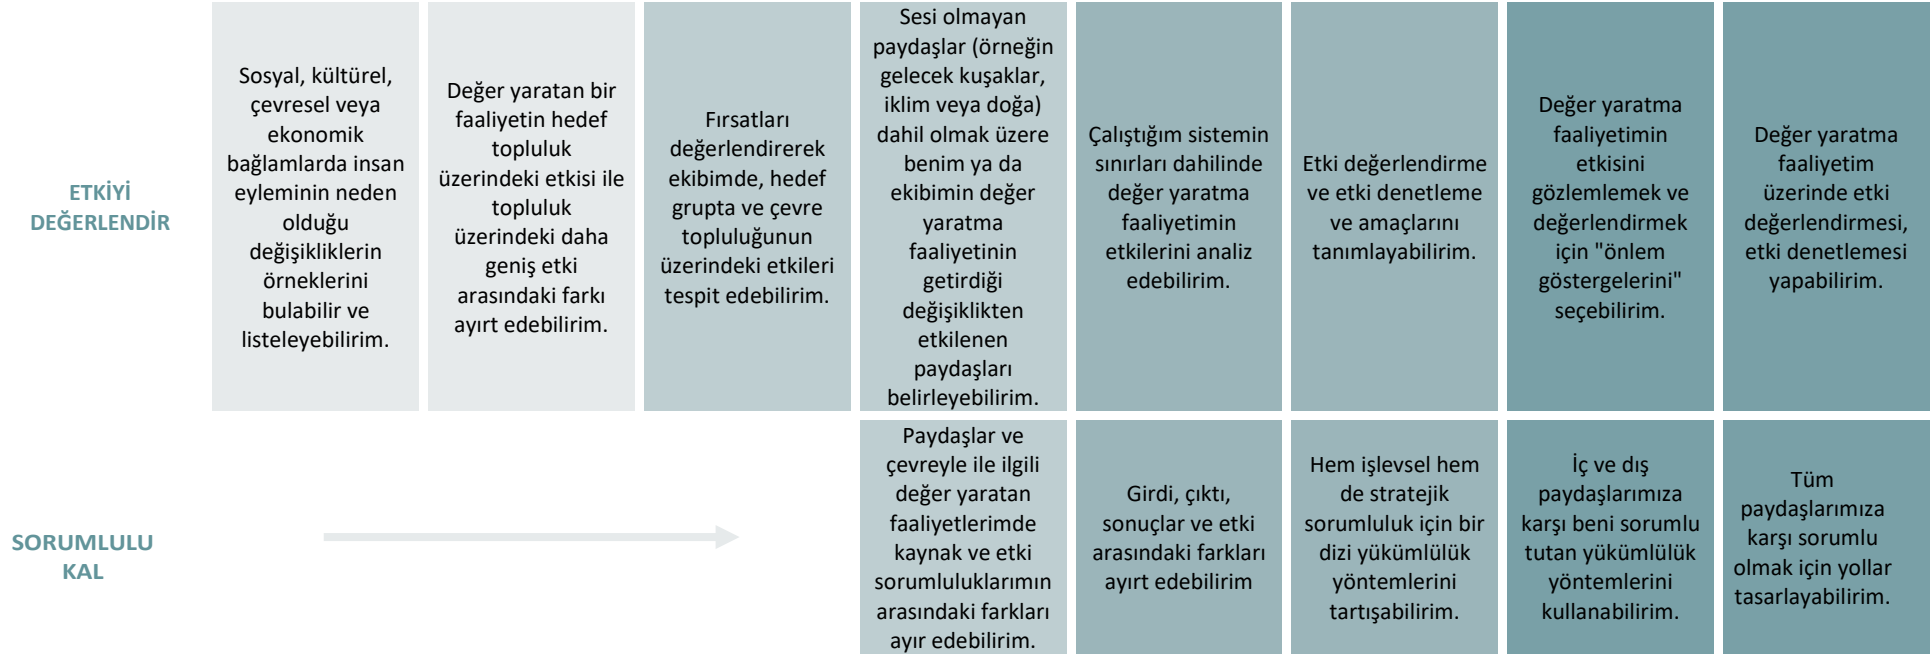 ETKİYİ
DEĞERLENDİR
Sosyal, kültürel,
çevresel veya
ekonomik
bağlamlarda insan
eyleminin neden
olduğu
değişikliklerin
örneklerini
bulabilir ve
listeleyebilirim.
Değer yaratan bir
faaliyetin hedef
topluluk
üzerindeki etkisi ile
topluluk
üzerindeki daha
geniş etki
arasındaki farkı
ayırt edebilirim.
Fırsatları
değerlendirerek
ekibimde, hedef
grupta ve çevre
topluluğunun
üzerindeki etkileri
tespit edebilirim.
Sesi olmayan
paydaşlar (örneğin
gelecek kuşaklar,
iklim veya doğa)
dahil olmak üzere
benim ya da
ekibimin değer
yaratma
faaliyetinin
getirdiği
değişiklikten
etkilenen
paydaşları
belirleyebilirim.
Çalıştığım sistemin
sınırları dahilinde
değer yaratma
faaliyetimin
etkilerini analiz
edebilirim.
Etki değerlendirme
ve etki denetleme
ve amaçlarını
tanımlayabilirim.
Değer yaratma
faaliyetimin
etkisini
gözlemlemek ve
değerlendirmek
için "önlem
göstergelerini"
seçebilirim.
Değer yaratma
faaliyetim
üzerinde etki
değerlendirmesi,
etki denetlemesi
yapabilirim.
SORUMLULU
KAL
Paydaşlar ve
çevreyle ile ilgili
değer yaratan
faaliyetlerimde
kaynak ve etki
sorumluluklarımın
arasındaki farkları
ayır edebilirim.
Girdi, çıktı,
sonuçlar ve etki
arasındaki farkları
ayırt edebilirim
Hem işlevsel hem
de stratejik
sorumluluk için bir
dizi yükümlülük
yöntemlerini
tartışabilirim.
İç ve dış
paydaşlarımıza
karşı beni sorumlu
tutan yükümlülük
yöntemlerini
kullanabilirim.
Tüm
paydaşlarımıza
karşı sorumlu
olmak için yollar
tasarlayabilirim.